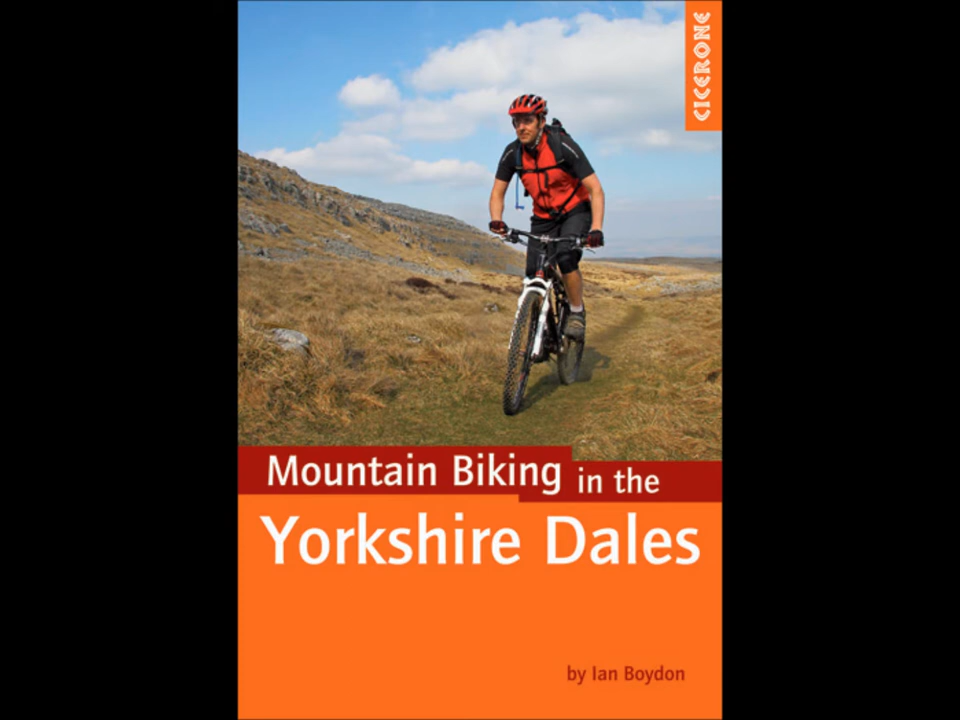 CICERONE
Mountain Biking in the
Yorkshire Dales
by Ian Boydon